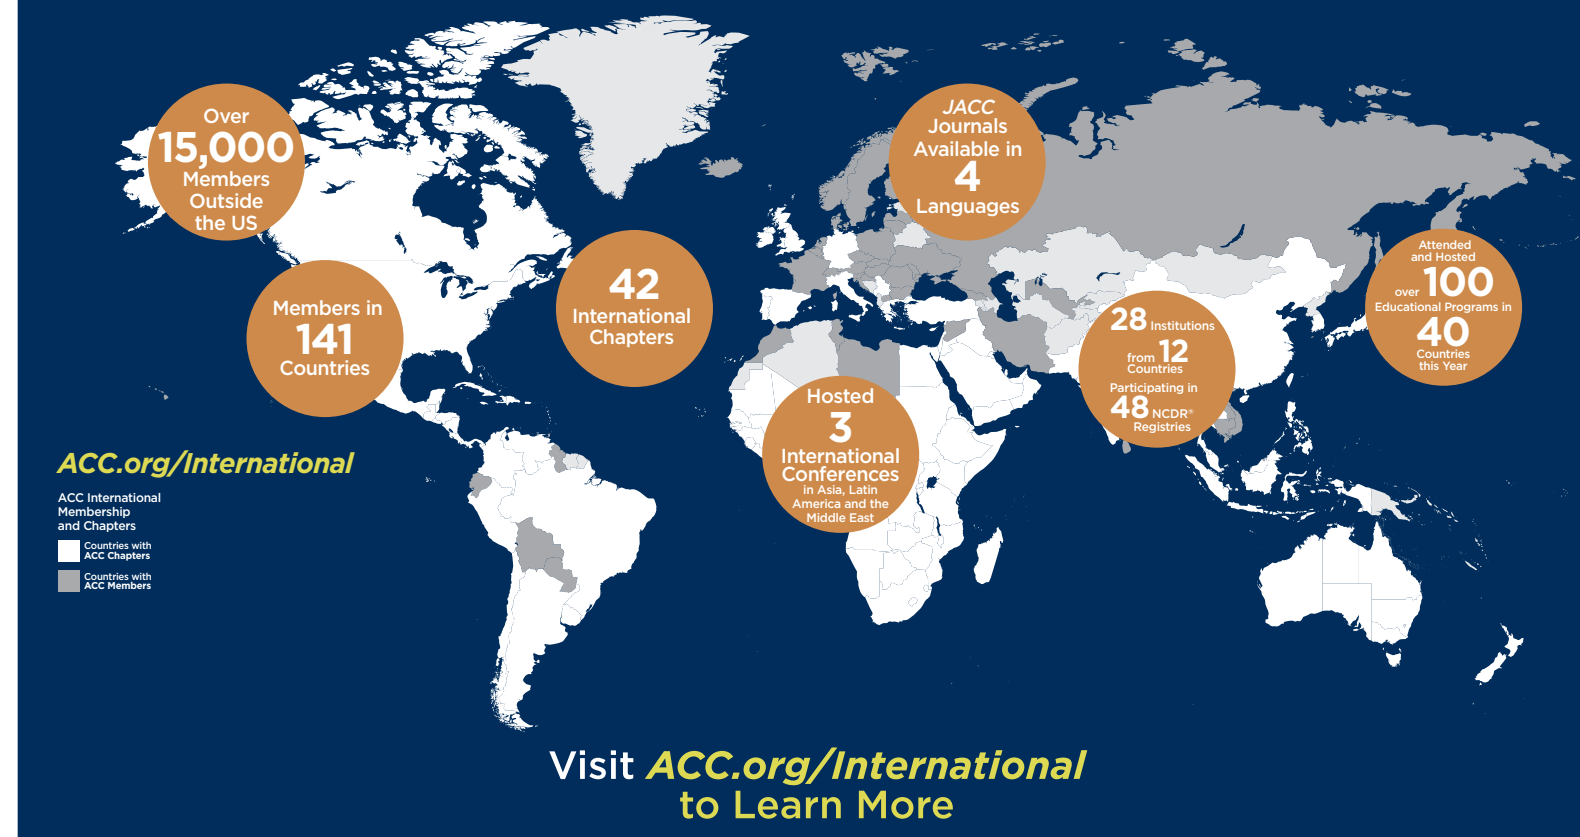 Over
15,000
Members
Outside
the US
Members in
141
Countries
42
International
Chapters
JACC
Journals
Available in
4
Languages
Hosted
3
International
Conferences
in Asia, Latin
America and the
Middle East
28 Institutions
from 12
Countries
Participating in
48 NCDR®
Registries
Attended
and Hosted
over 100
Educational Programs in
40
Countries
this Year
ACC.org/International
ACC International
Membership
and Chapters
Countries with
ACC Chapters
Countries with
ACC Members
Visit ACC.org/International
to Learn More